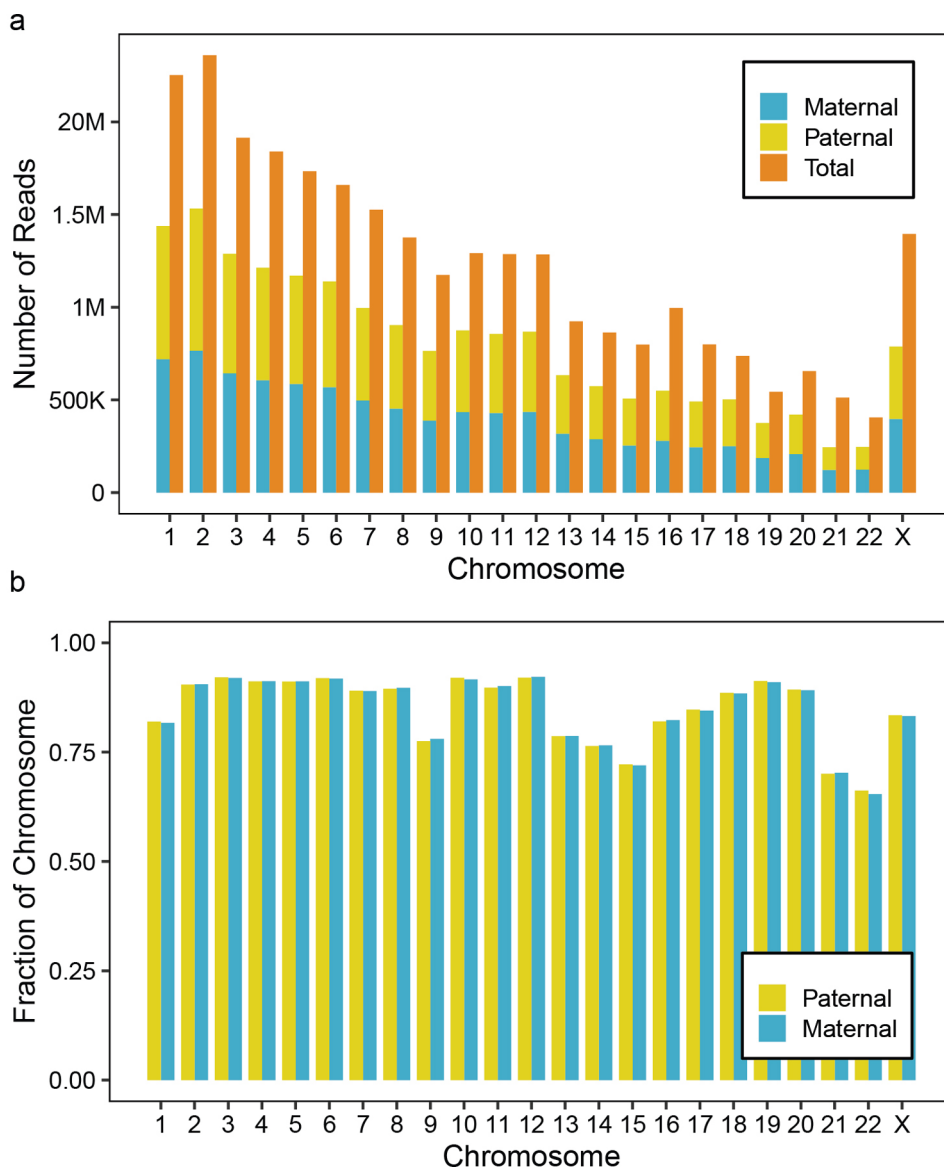 a
Number of Reads
20M
1.5M
1M
500K
0
Maternal
Paternal
Total
1 2 3 4 5 6 7 8 9 10 11 12 13 14 15 16 17 18 19 20 21 22 X
Chromosome
b
Fraction of Chromosome
1.00
0.75
0.50
0.25
0.00
Paternal
Maternal
1 2 3 4 5 6 7 8 9 10 11 12 13 14 15 16 17 18 19 20 21 22 X
Chromosome